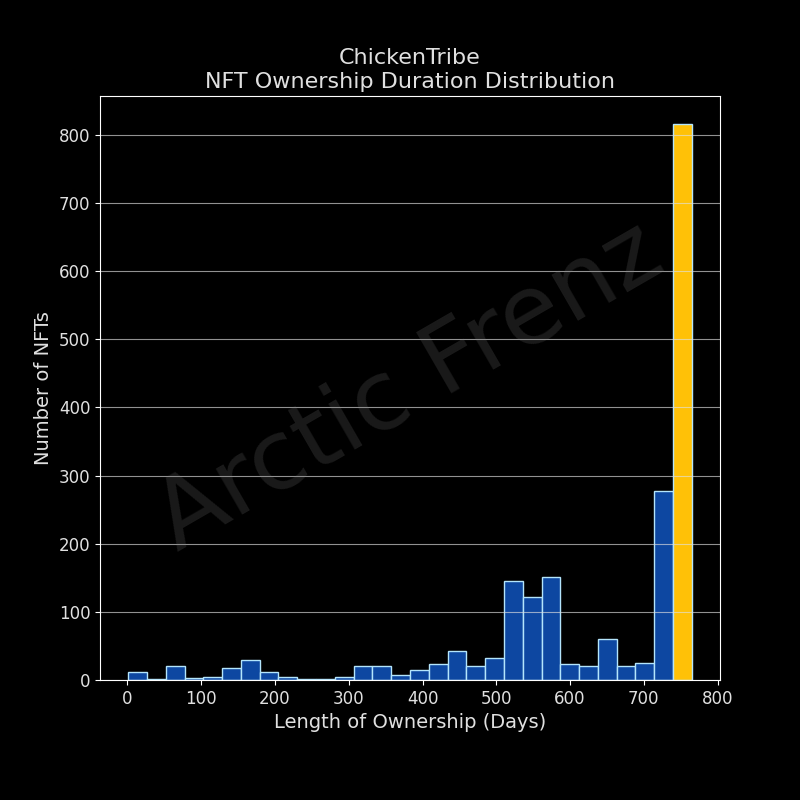 ChickenTribe
NFT Ownership Duration Distribution
800
700
600
500
400
300
200
100
0
Number of NFTs
Arctic Frenz
0 100 200 300 400 500 600 700 800
Length of Ownership (Days)